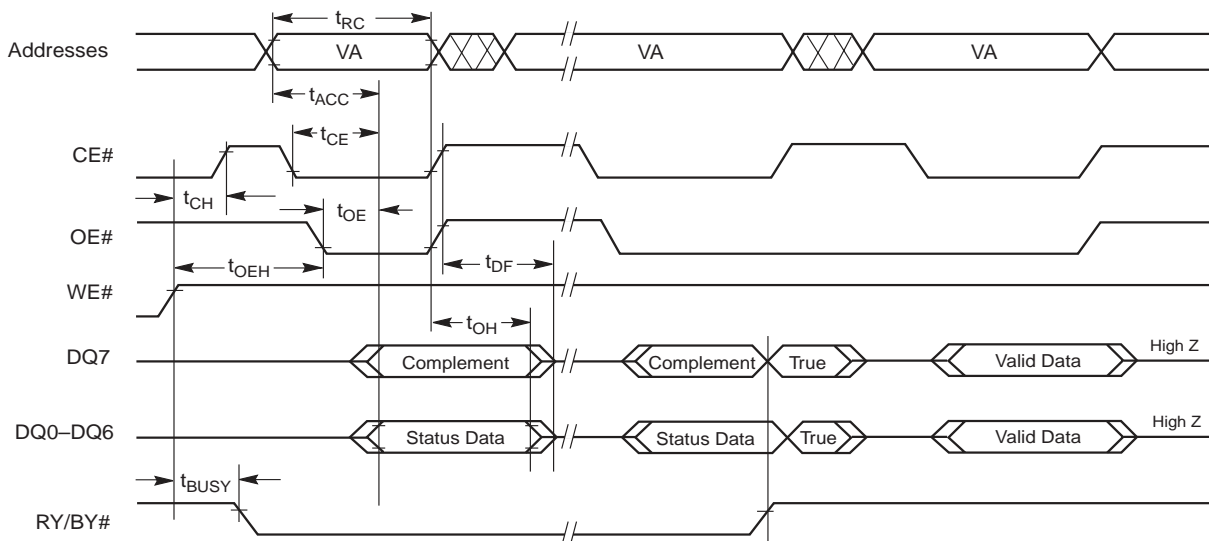 tRC
Addresses VA VA VA
tACC
tCE
CE#
tCH tOE
OE#
tOEH tDF
WE#
tOH
DQ7 Complement Complement True Valid Data High Z
DQ0–DQ6 Status Data Status Data True Valid Data High Z
tBUSY
RY/BY#